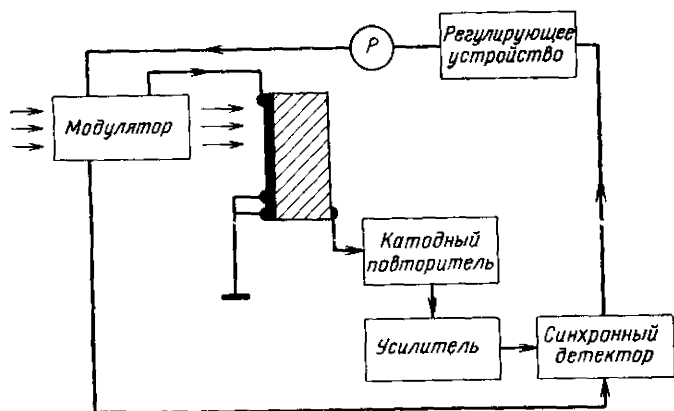 Регулирующее
устройство
P
Модулятор
Катодный
повторитель
Усилитель
Синхронный
детектор